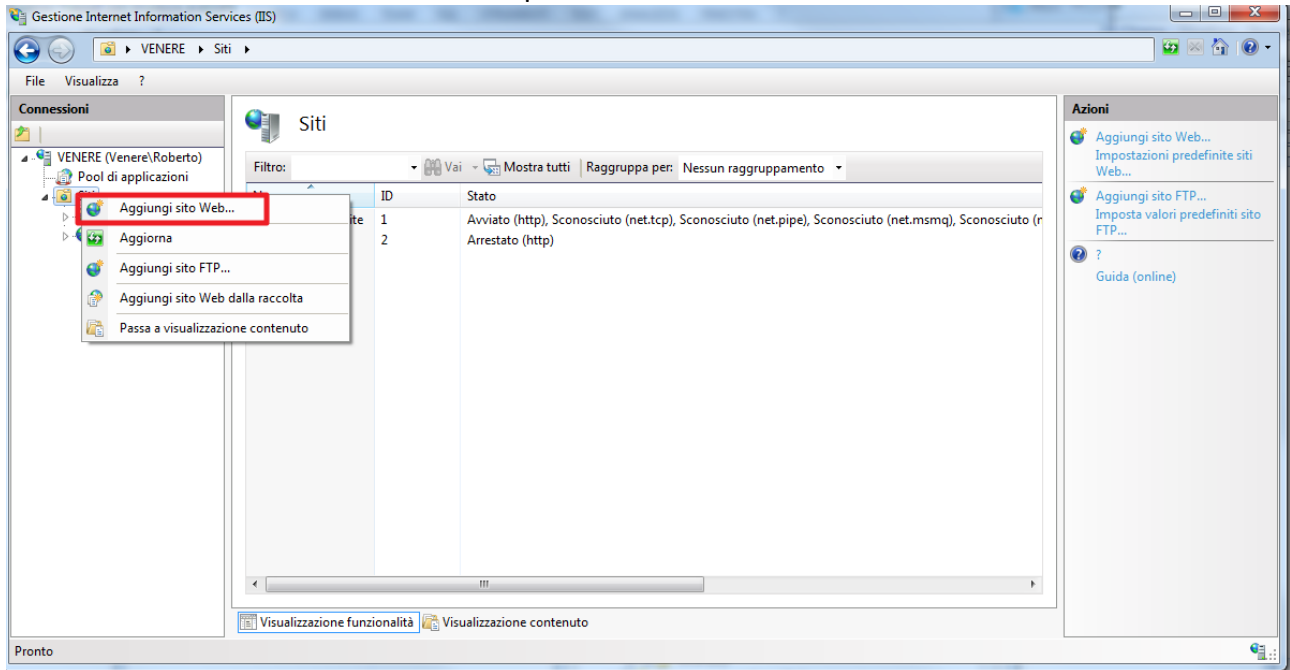 Gestione Internet Information Services (IIS)
VENERE Siti
File Visualizza ?
Connessioni
VENERE (Venere\Roberto)
Pool di applicazioni
Aggiungi sito Web...
Aggiorna
Aggiungi sito FTP...
Aggiungi sito Web dalla raccolta
Passa a visualizzazione contenuto
Siti
Filtro: Vai Mostra tutti Raggruppa per: Nessun raggruppamento
ID Stato
1 Avviato (http), Sconosciuto (net.tcp), Sconosciuto (net.pipe), Sconosciuto (net.msmq), Sconosciuto (
2 Arrestato (http)
Visualizzazione funzionalità Visualizzazione contenuto
Azioni
Aggiungi sito Web...
Impostazioni predefinite siti
Web...
Aggiungi sito FTP...
Imposta valori predefiniti sito
FTP...
?
Guida (online)
Pronto